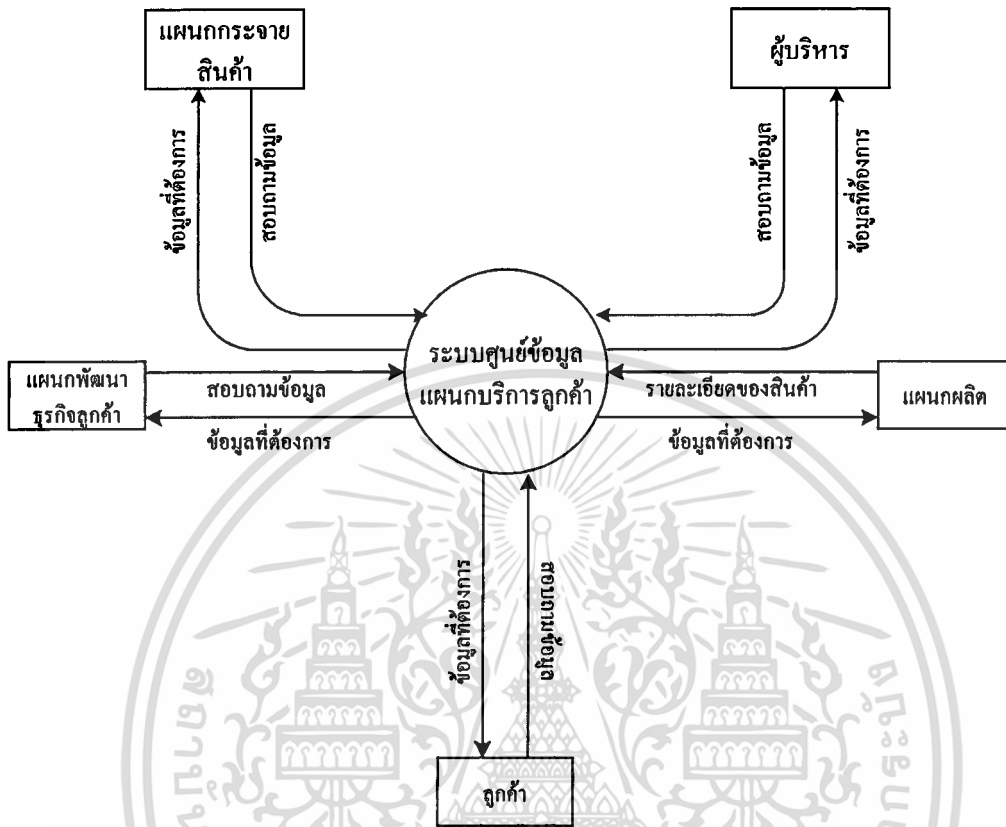 แผนกกระจาย
สินค้า
ผู้บริหาร
ข้อมูลที่ต้องการ
สอบถามข้อมูล
สอบถามข้อมูล
ข้อมูลที่ต้องการ
ระบบศูนย์ข้อมูล
แผนกบริการลูกค้า
แผนกพัฒนา
ธุรกิจลูกค้า
สอบถามข้อมูล
ข้อมูลที่ต้องการ
รายละเอียดของสินค้า
ข้อมูลที่ต้องการ
แผนกผลิต
ข้อมูลที่ต้องการ
สอบถามข้อมูล
ลูกค้า